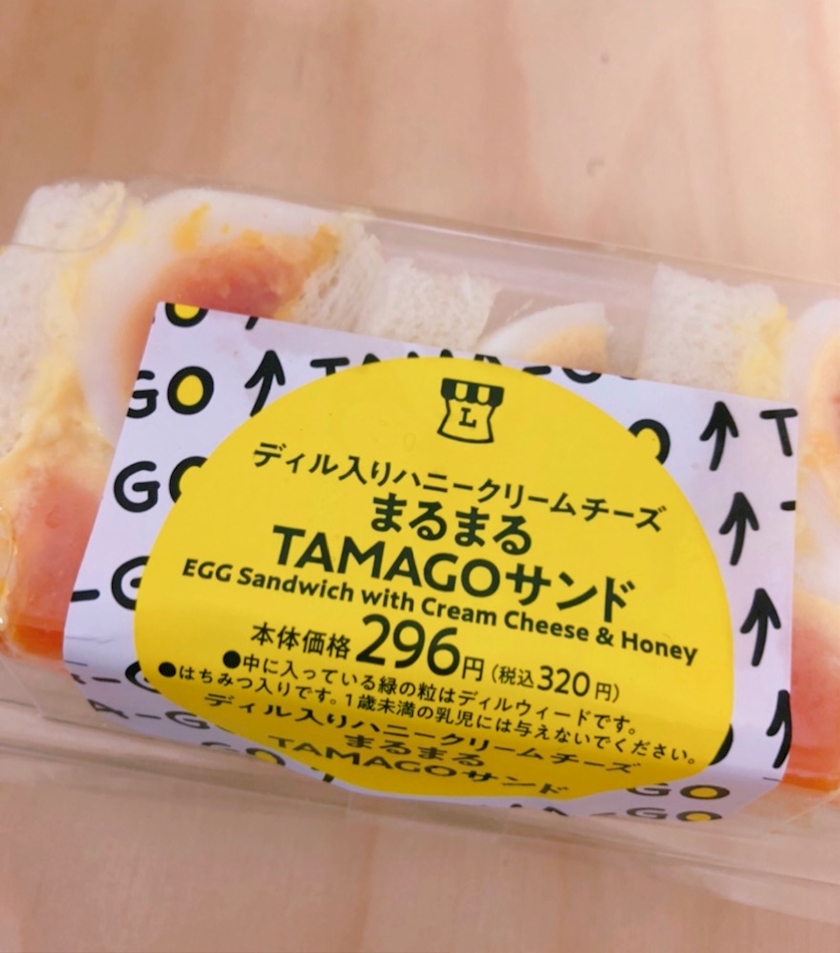 L
ディル入りハニークリームチーズ
まるまる
TAMAGOサンド
EGG Sandwich with Cream Cheese & Honey
本体価格296円(税込320円)
●中に入っている緑の粒はディルウィードです。
●はちみつ入りです。1歳未満の乳児には与えないでください。
ディル入りハニークリームチーズ
まるまる
TAMAGOサンド